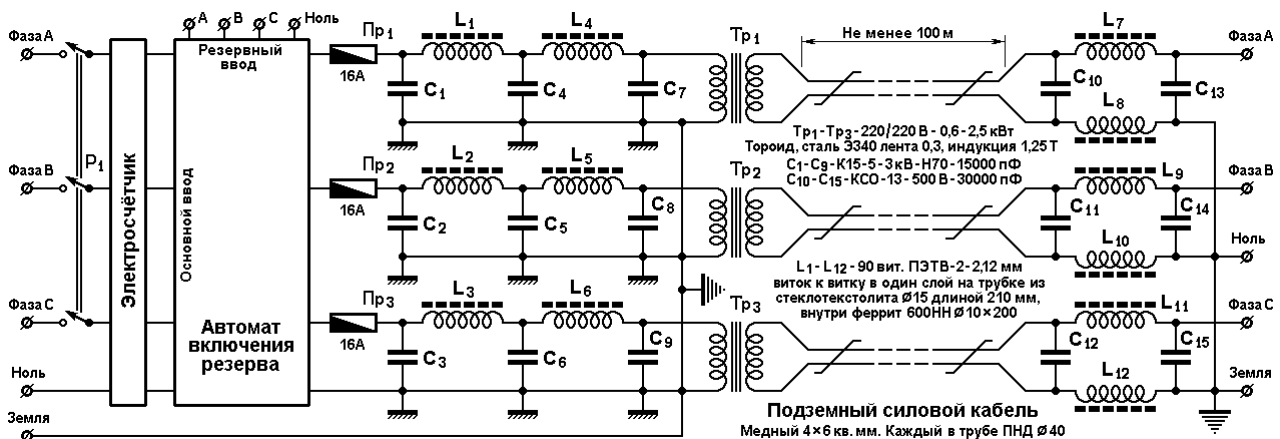 А В С Ноль
Фаза А
Резервный ввод
Пр1
16А
L1
L4
C1
C4
C7
Тр1
Не менее 100 м
L7
C10
L8
C13
Фаза А
Тр1-Тр3-220/220 В - 0,6-2,5 кВт
Тороид, сталь Э340 лента 0,3, индукция 1,25 Т
С1-С9-К15-5-3кВ-Н70-15000 пФ
С10-С15-КСО-13-500 В-30000 пФ
Фаза В
Р1
Электросчётчик
Основной ввод
Пр2
16А
L2
L5
C2
C5
C8
Тр2
L9
C11
L10
C14
Фаза В
Ноль
L1-L12-90 вит. ПЭТВ-2-2,12 мм
виток к витку в один слой на трубке из
стеклотекстолита Ø15 длиной 210 мм,
внутри феррит 600НН Ø10×200
Фаза С
Автомат
включения
резерва
Пр3
16А
L3
L6
C3
C6
C9
Тр3
L11
C12
L12
C15
Фаза С
Ноль
Земля
Земля
Подземный силовой кабель
Медный 4×6 кв. мм. Каждый в трубе ПНД Ø40